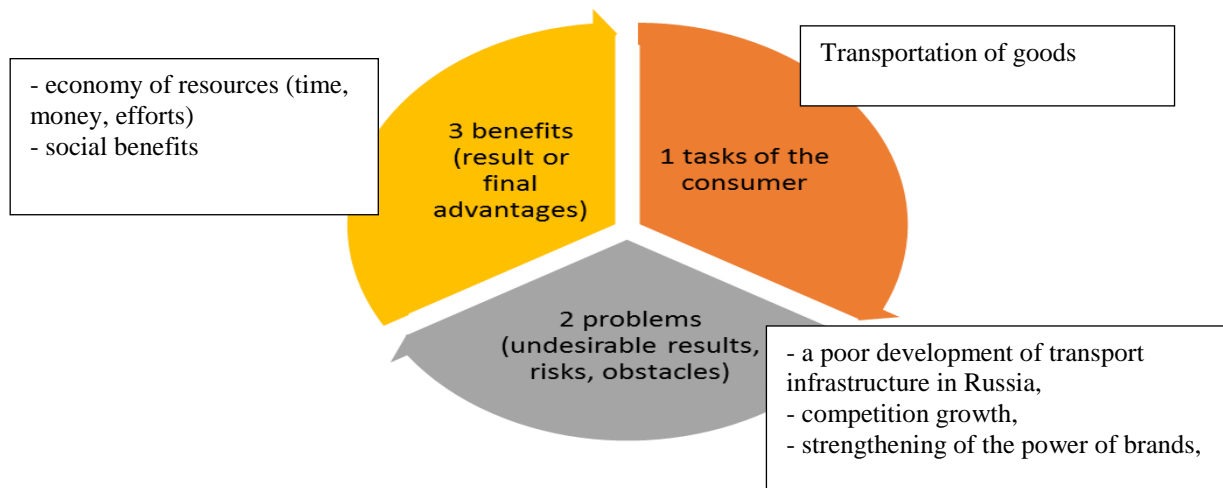 Transportation of goods
- economy of resources (time,
money, efforts)
- social benefits
3 benefits
(result or
final
advantages)
1 tasks of the
consumer
2 problems
(undesirable results,
risks, obstacles)
- a poor development of transport
infrastructure in Russia,
- competition growth,
- strengthening of the power of brands,